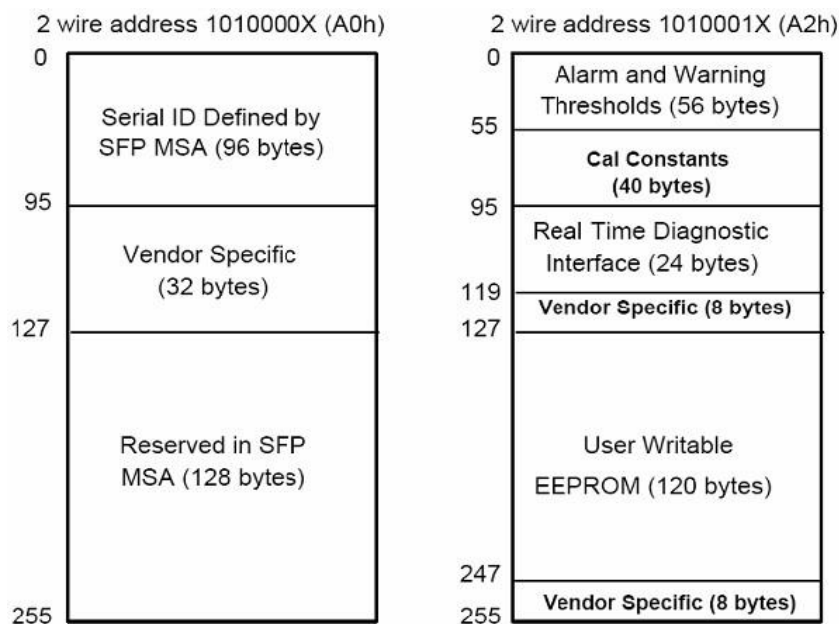 2 wire address 1010000X (A0h)
0
Serial ID Defined by
SFP MSA (96 bytes)
95
Vendor Specific
(32 bytes)
127
Reserved in SFP
MSA (128 bytes)
255
2 wire address 1010001X (A2h)
0
Alarm and Warning
Thresholds (56 bytes)
55
Cal Constants
(40 bytes)
95
Real Time Diagnostic
Interface (24 bytes)
119
Vendor Specific (8 bytes)
127
User Writable
EEPROM (120 bytes)
247
Vendor Specific (8 bytes)
255